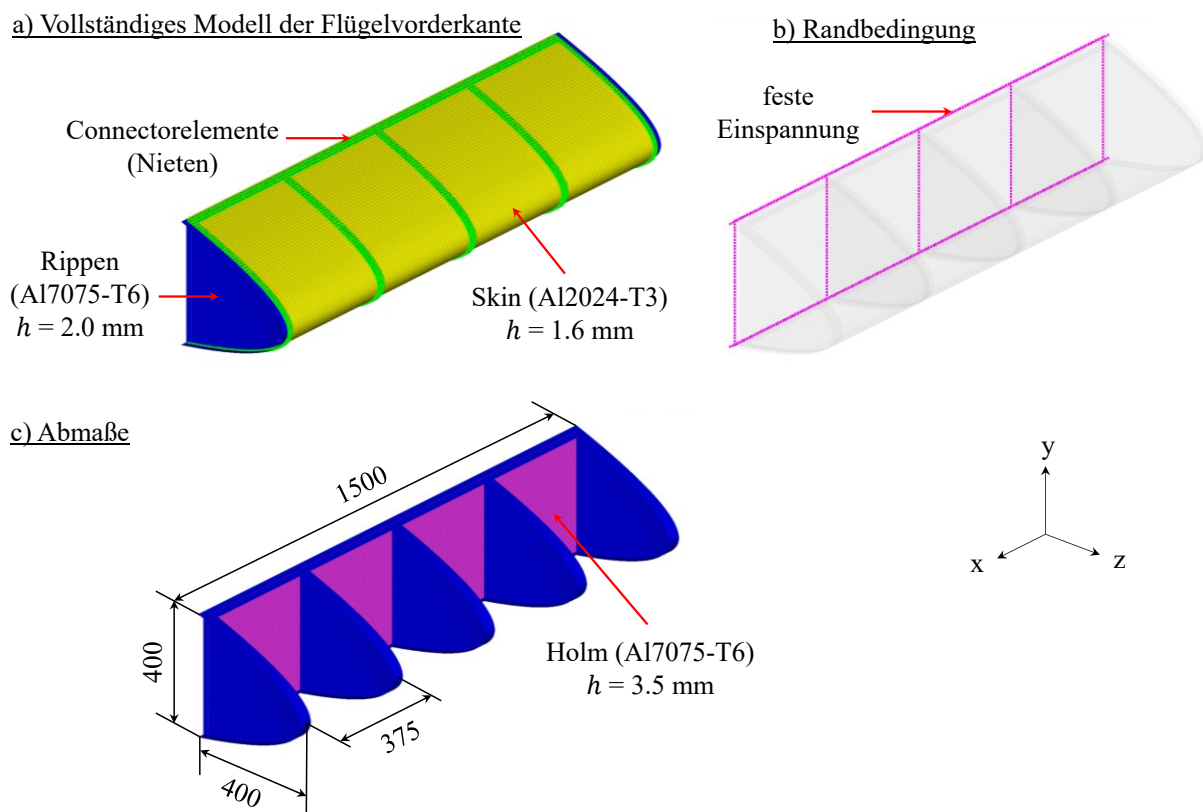 a) Vollständiges Modell der Flügelvorderkante
Connectorelemente
(Nieten)
Rippen
(Al7075-T6)
h = 2.0 mm
Skin (Al2024-T3)
h = 1.6 mm
b) Randbedingung
feste
Einspannung
c) Abmaße
1500
400
400
375
Holm (Al7075-T6)
h = 3.5 mm
y
x
z